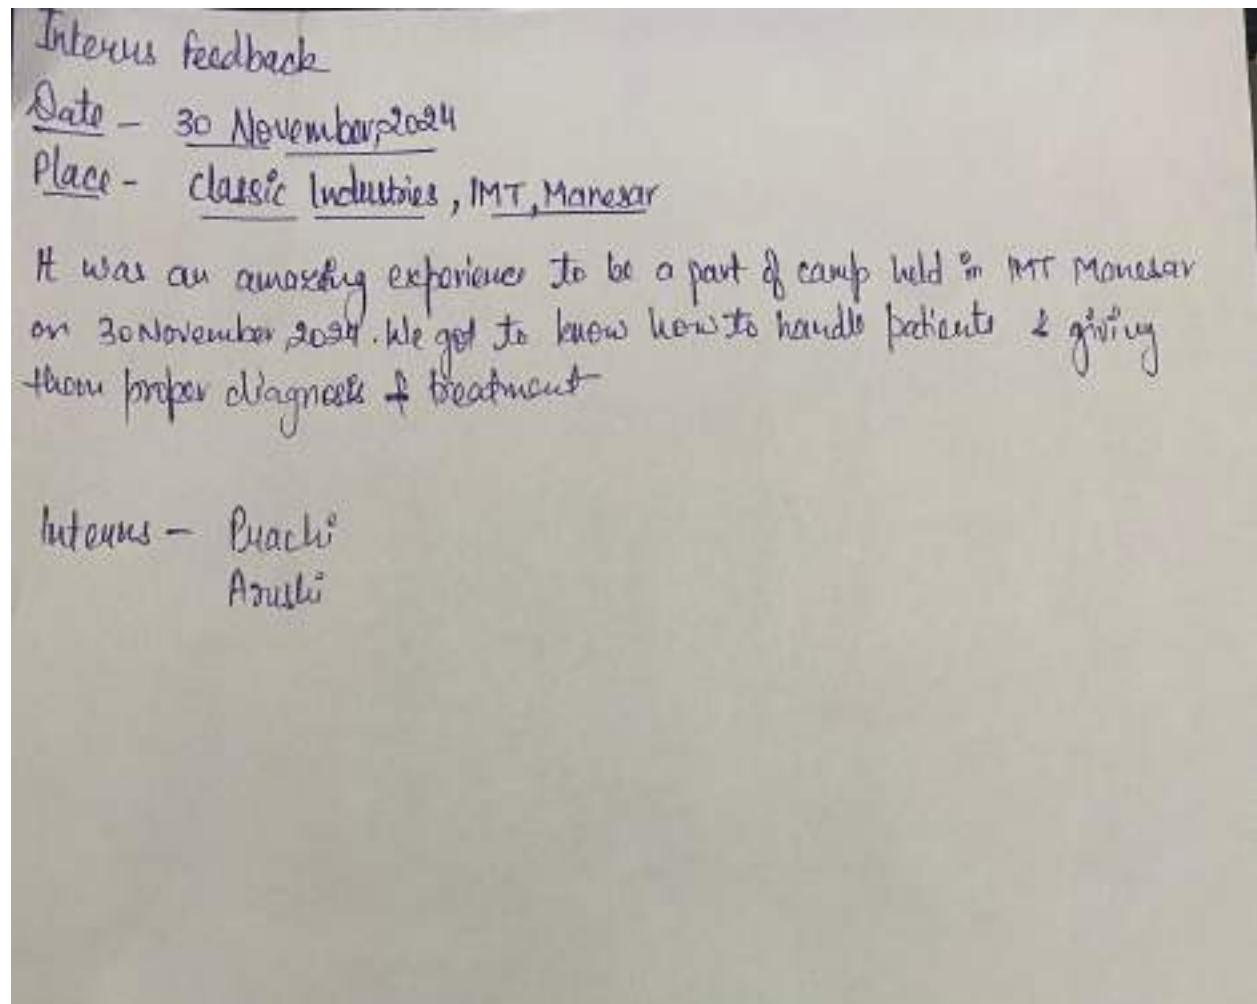 Interns feedback
Date - 30 November, 2024
Place - Classic Industries, IMT, Manesar
It was an amazing experience to be a part of camp held in IMT Manesar
on 30 November, 2024. We got to know how to handle patients & giving
them proper diagnosis & treatment
Interns - Prachi
Arushi